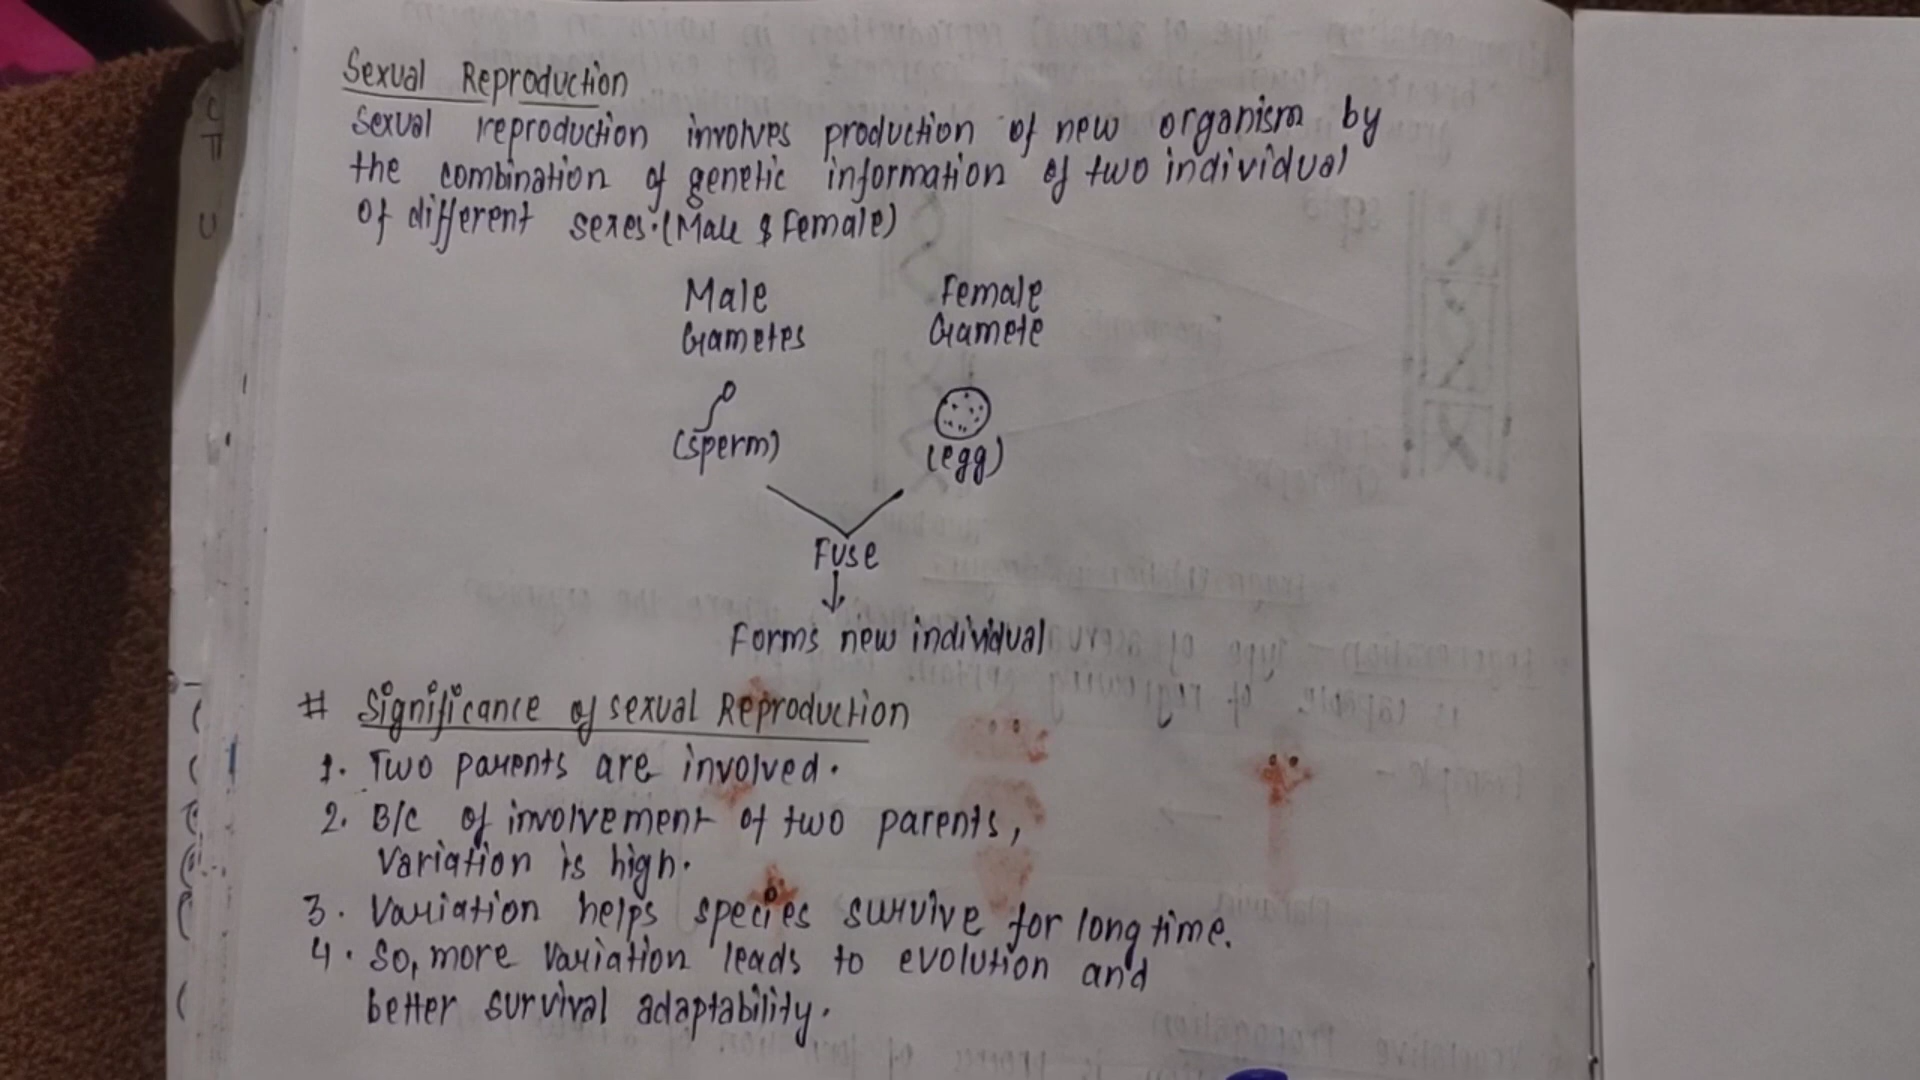 Sexual Reproduction
Sexual reproduction involves production of new organism by
the combination of genetic information of two individual
of different sexes. (Male & Female)
Male Female
Gametes Gamete
(sperm) (egg)
Fuse
↓
Forms new individual
# Significance of sexual Reproduction
1. Two parents are involved.
2. B/C of involvement of two parents,
Variation is high.
3. Variation helps species survive for long time.
4. So, more variation leads to evolution and
better survival adaptability.